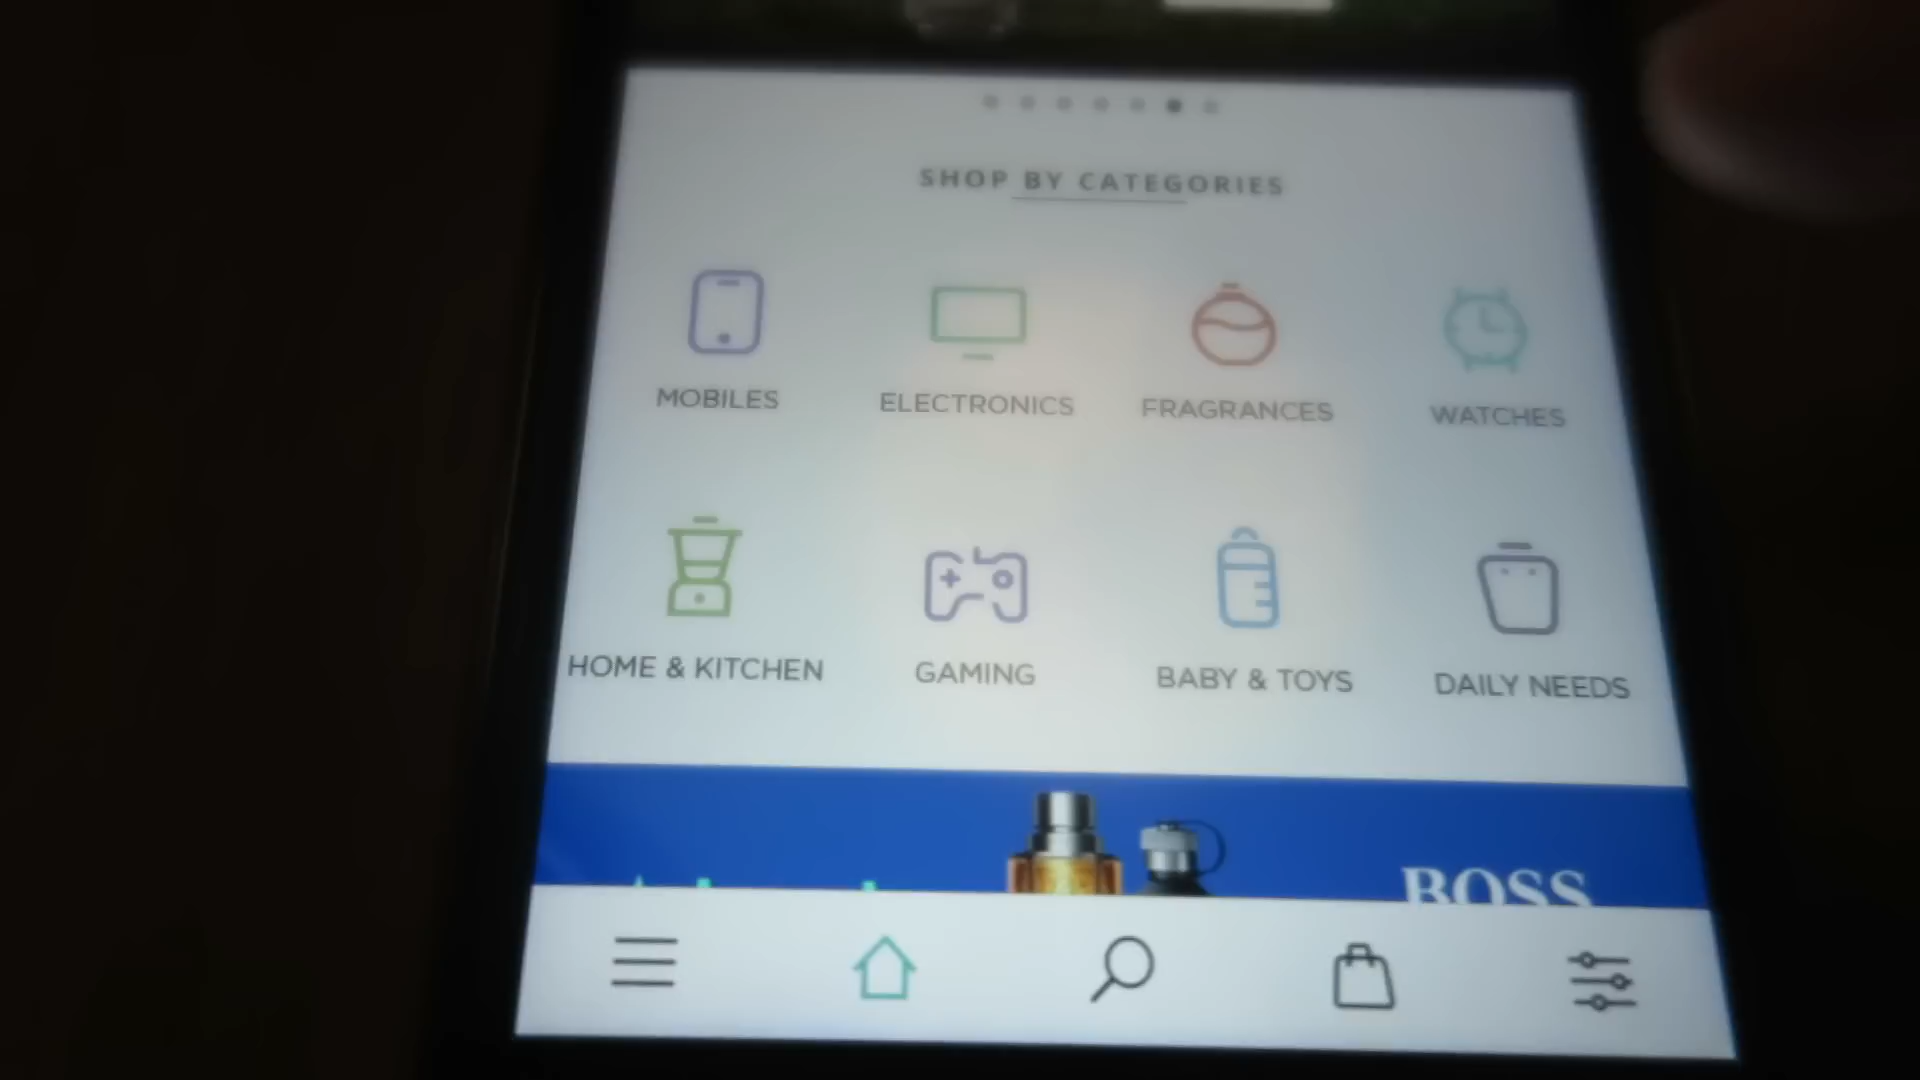 SHOP BY CATEGORIES
MOBILES
ELECTRONICS
FRAGRANCES
WATCHES
HOME & KITCHEN
GAMING
BABY & TOYS
DAILY NEEDS
BOSS